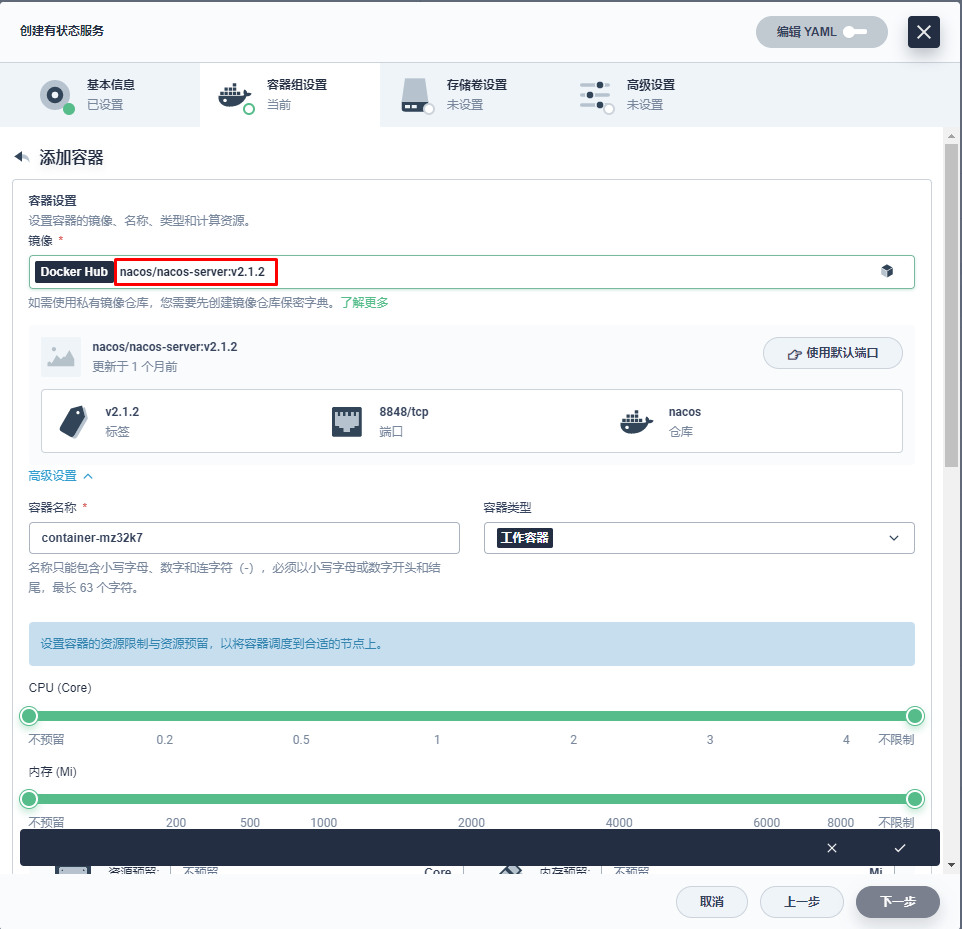 创建有状态服务
编辑 YAML
基本信息
已设置
容器组设置
当前
存储卷设置
未设置
高级设置
未设置
添加容器
容器设置
设置容器的镜像、名称、类型和计算资源。
镜像 *
Docker Hub nacos/nacos-server:v2.1.2
如需使用私有镜像仓库，您需要先创建镜像仓库保密字典。了解更多
nacos/nacos-server:v2.1.2
更新于 1 个月前
使用默认端口
v2.1.2
标签
8848/tcp
端口
nacos
仓库
高级设置
容器名称 *
容器类型
container-mz32k7
工作容器
名称只能包含小写字母、数字和连字符（-），必须以小写字母或数字开头和结
尾，最长 63 个字符。
设置容器的资源限制与资源预留，以将容器调度到合适的节点上。
CPU (Core)
不预留 0.2 0.5 1 2 3 4 不限制
内存 (Mi)
不预留 200 500 1000 2000 4000 6000 8000 不限制
资源预留: 不预留 Core 内存预留: 不预留 Mi
取消 上一步 下一步